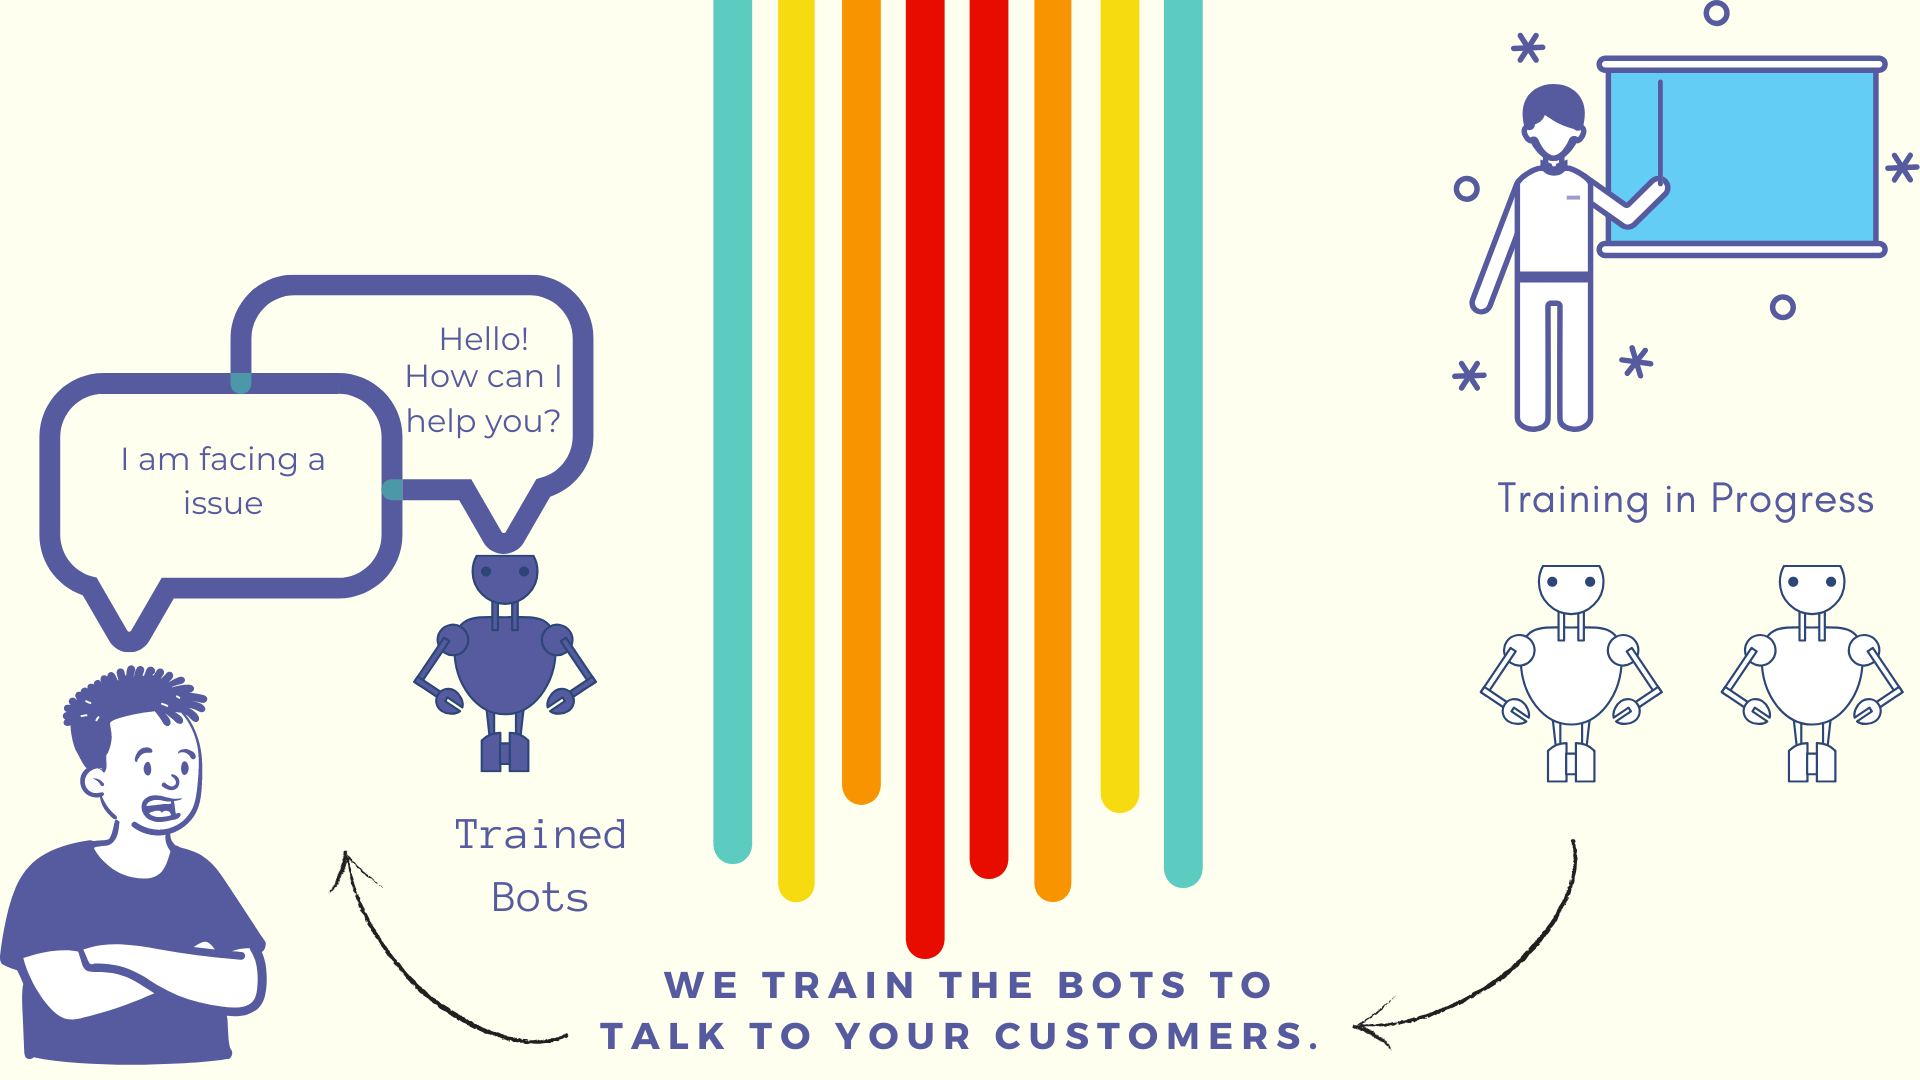 Hello!
How can I
help you?
I am facing a
issue
Trained
Bots
Training in Progress
WE TRAIN THE BOTS TO
TALK TO YOUR CUSTOMERS.